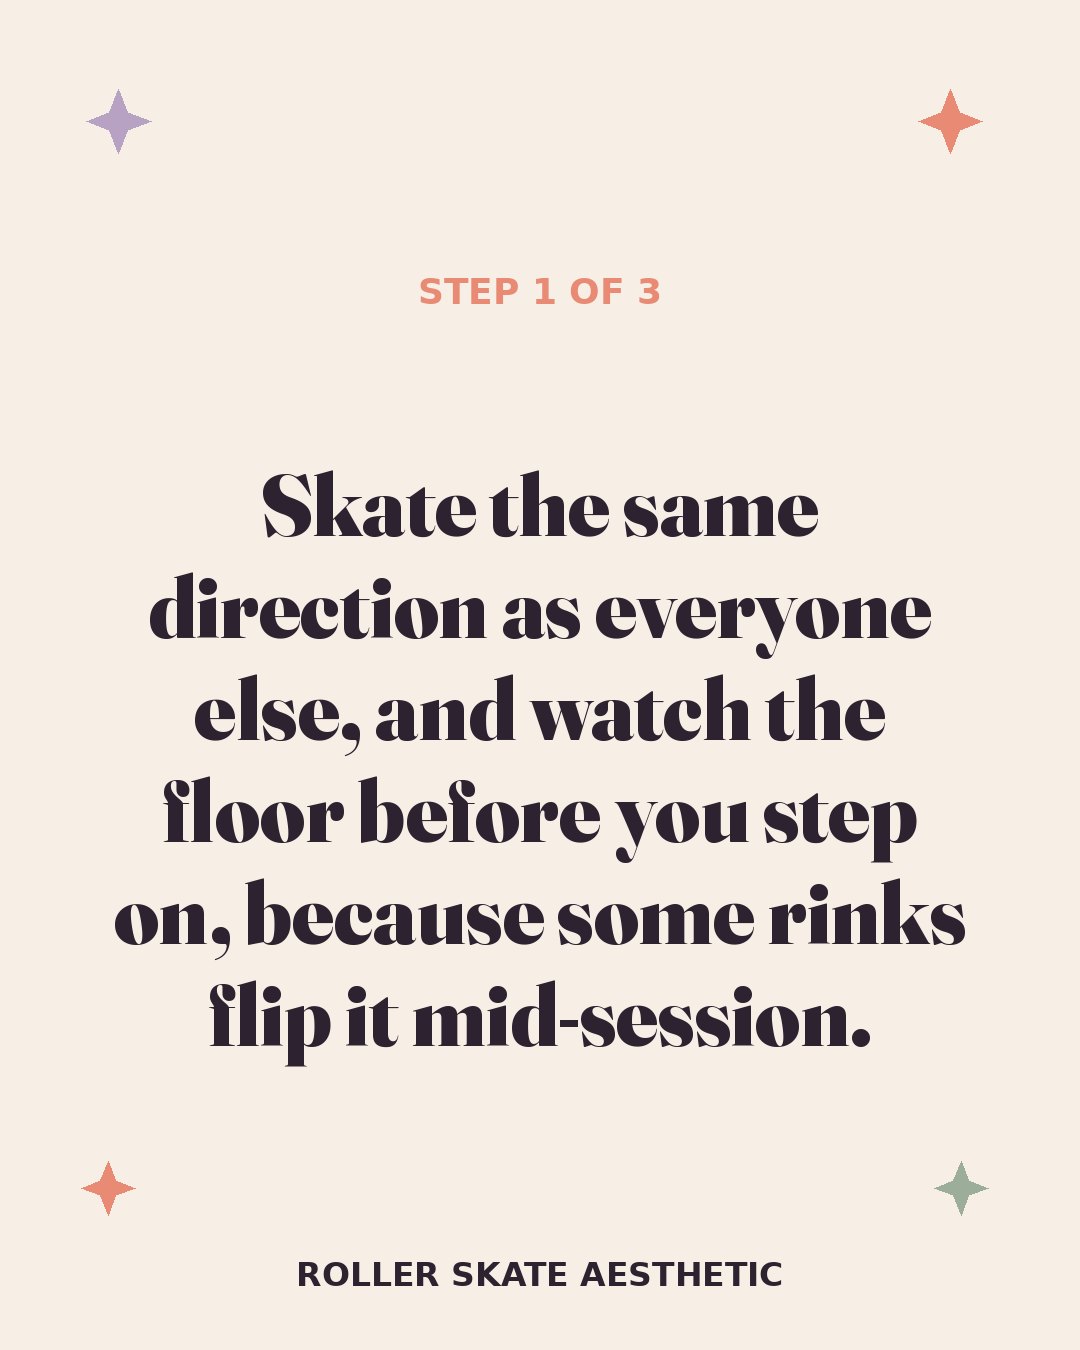 STEP 1 OF 3
Skate the same
direction as everyone
else, and watch the
floor before you step
on, because some rinks
flip it mid-session.
ROLLER SKATE AESTHETIC